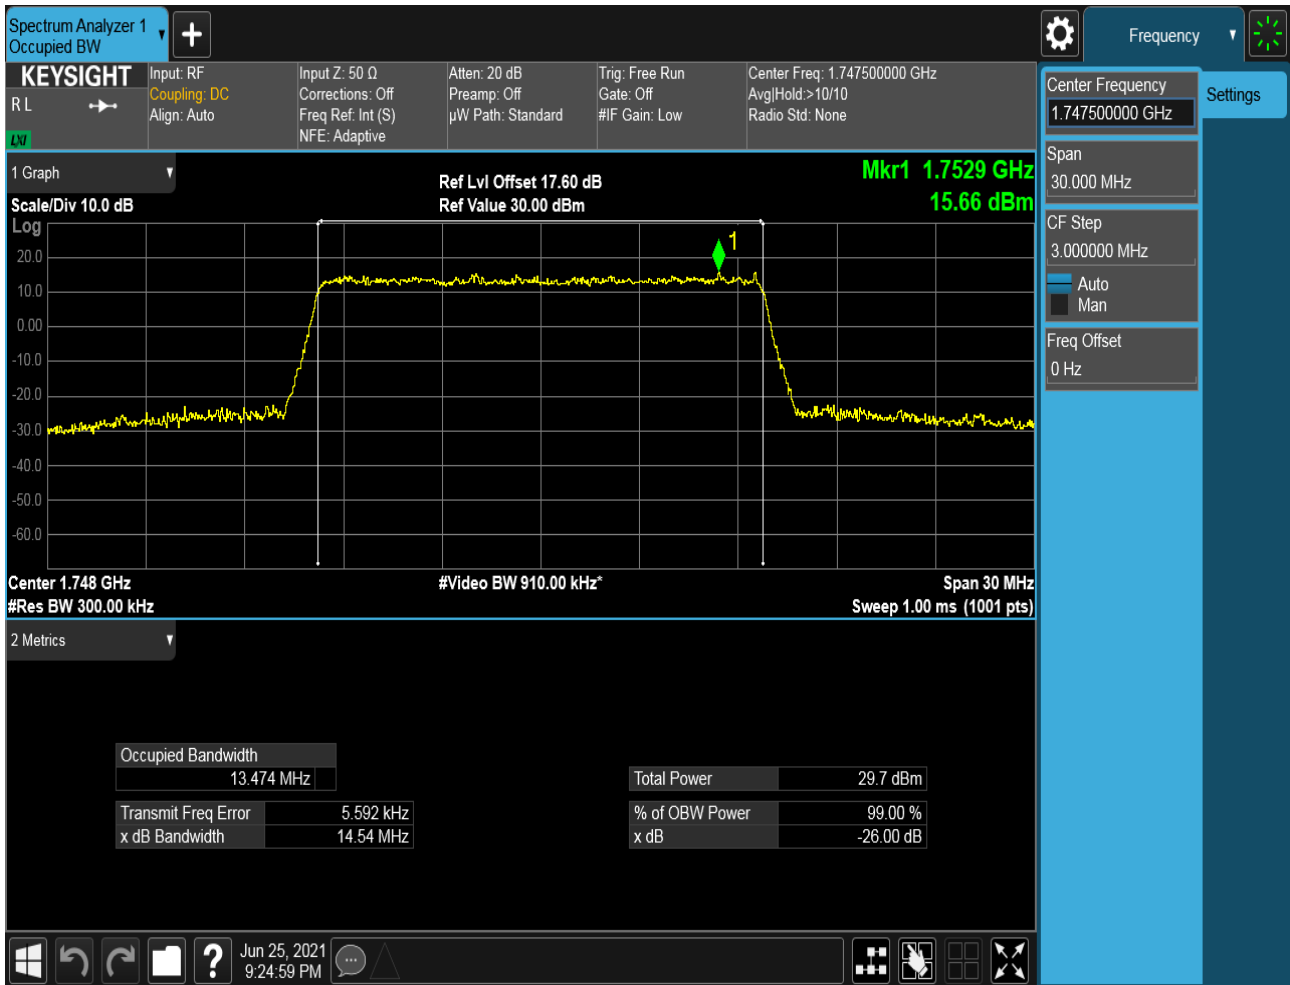 Spectrum Analyzer 1
Occupied BW
Frequency
KEYSIGHT
Input: RF
Input Z: 50 Ω
Atten: 20 dB
Trig: Free Run
Center Freq: 1.747500000 GHz
R L
Coupling: DC
Corrections: Off
Preamp: Off
Gate: Off
Avg|Hold:>10/10
Align: Auto
Freq Ref: Int (S)
µW Path: Standard
#IF Gain: Low
Radio Std: None
LXI
NFE: Adaptive
Center Frequency
1.747500000 GHz
Settings
Span
30.000 MHz
CF Step
3.000000 MHz
Auto
Man
Freq Offset
0 Hz
1 Graph
Ref Lvl Offset 17.60 dB
Mkr1 1.7529 GHz
Scale/Div 10.0 dB
Ref Value 30.00 dBm
15.66 dBm
Log
1
20.0
10.0
0.00
-10.0
-20.0
-30.0
-40.0
-50.0
-60.0
Center 1.748 GHz
#Video BW 910.00 kHz*
Span 30 MHz
#Res BW 300.00 kHz
Sweep 1.00 ms (1001 pts)
2 Metrics
Occupied Bandwidth
13.474 MHz
Total Power 29.7 dBm
Transmit Freq Error 5.592 kHz
% of OBW Power 99.00 %
x dB Bandwidth 14.54 MHz
x dB -26.00 dB
?
Jun 25, 2021
9:24:59 PM